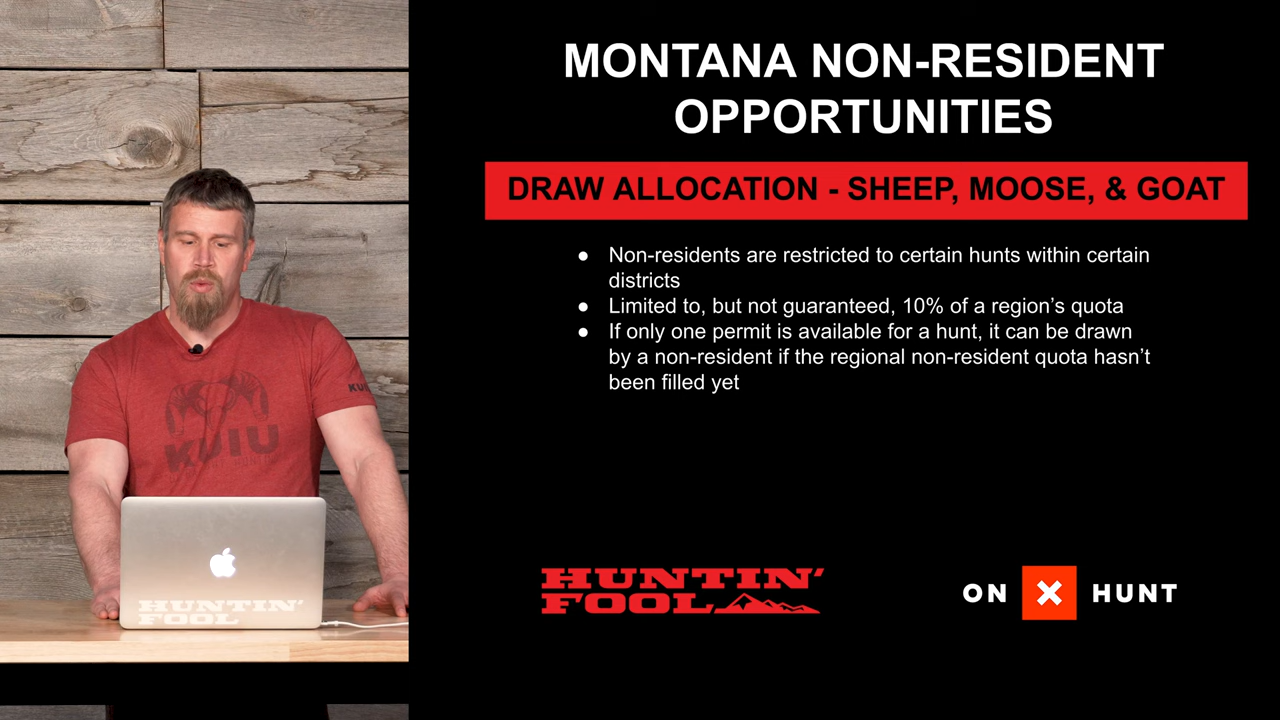 MONTANA NON-RESIDENT
OPPORTUNITIES
DRAW ALLOCATION - SHEEP, MOOSE, & GOAT
● Non-residents are restricted to certain hunts within certain
districts
● Limited to, but not guaranteed, 10% of a region’s quota
● If only one permit is available for a hunt, it can be drawn
by a non-resident if the regional non-resident quota hasn’t
been filled yet
KUIU
HUNTIN’
FOOL
HUNTIN’
FOOL
ON X HUNT